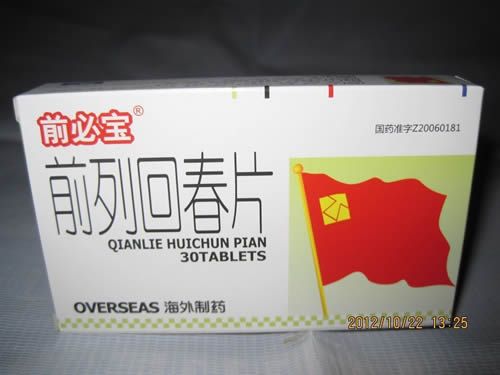 前必宝®
国药准字Z20060181
前列回春片
QIANLIE HUICHUN PIAN
30TABLETS
OVERSEAS 海外制药
2012/10/22 13:25